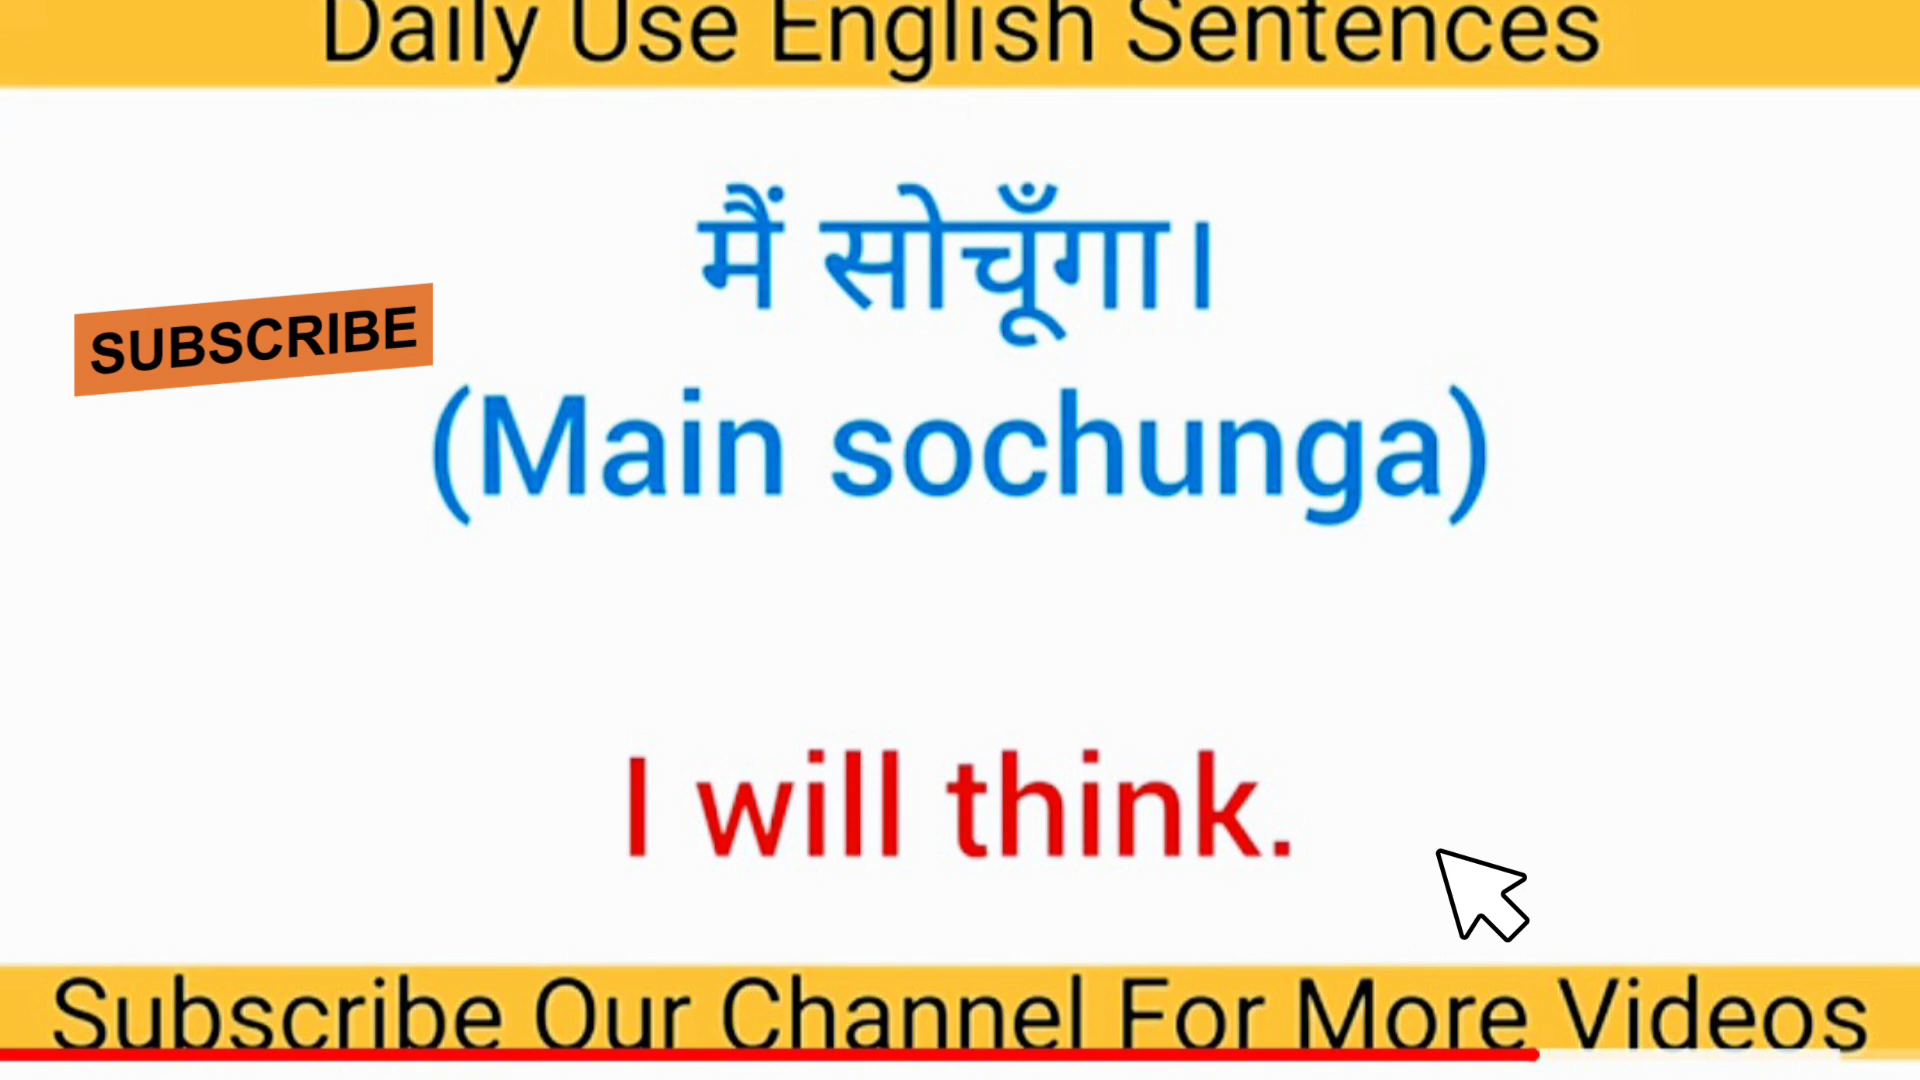 Daily Use English Sentences
मैं सोचूँगा।
SUBSCRIBE
(Main sochunga)
I will think.
Subscribe Our Channel For More Videos